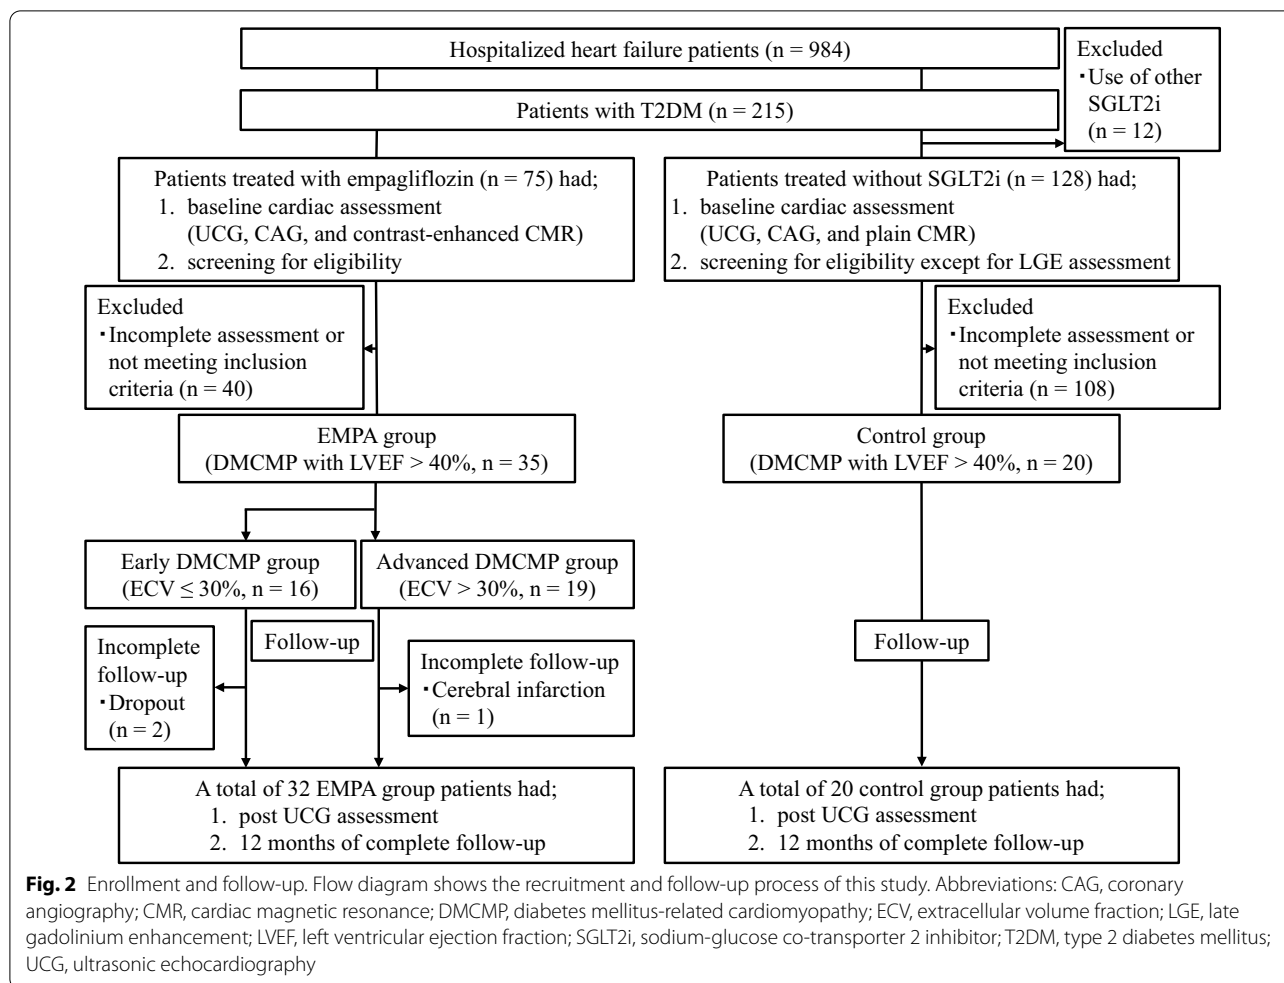 Hospitalized heart failure patients (n = 984)
Excluded
・Use of other
SGLT2i
(n = 12)
Patients with T2DM (n = 215)
Patients treated with empagliflozin (n = 75) had;
1. baseline cardiac assessment
(UCG, CAG, and contrast-enhanced CMR)
2. screening for eligibility
Patients treated without SGLT2i (n = 128) had;
1. baseline cardiac assessment
(UCG, CAG, and plain CMR)
2. screening for eligibility except for LGE assessment
Excluded
・Incomplete assessment or
not meeting inclusion
criteria (n = 40)
Excluded
・Incomplete assessment or
not meeting inclusion
criteria (n = 108)
EMPA group
(DMCMP with LVEF > 40%, n = 35)
Control group
(DMCMP with LVEF > 40%, n = 20)
Early DMCMP group
(ECV ≤ 30%, n = 16)
Advanced DMCMP group
(ECV > 30%, n = 19)
Incomplete
follow-up
・Dropout
(n = 2)
Follow-up
Incomplete follow-up
・Cerebral infarction
(n = 1)
Follow-up
A total of 32 EMPA group patients had;
1. post UCG assessment
2. 12 months of complete follow-up
A total of 20 control group patients had;
1. post UCG assessment
2. 12 months of complete follow-up
Fig. 2 Enrollment and follow-up. Flow diagram shows the recruitment and follow-up process of this study. Abbreviations: CAG, coronary
angiography; CMR, cardiac magnetic resonance; DMCMP, diabetes mellitus-related cardiomyopathy; ECV, extracellular volume fraction; LGE, late
gadolinium enhancement; LVEF, left ventricular ejection fraction; SGLT2i, sodium-glucose co-transporter 2 inhibitor; T2DM, type 2 diabetes mellitus;
UCG, ultrasonic echocardiography